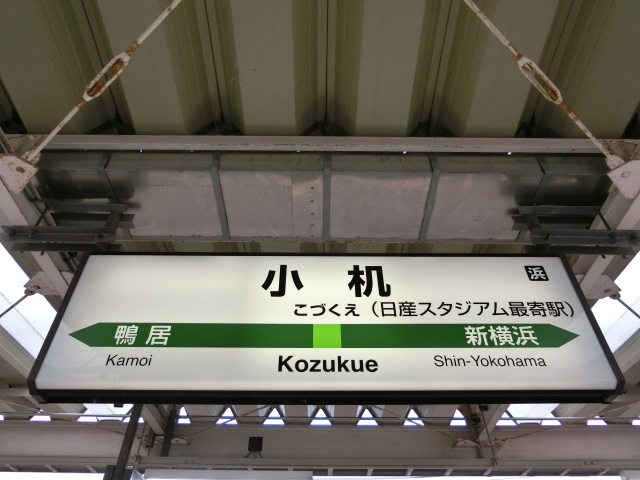 小 机
浜
こづくえ（日産スタジアム最寄駅）
鴨居 新横浜
Kamoi Kozukue Shin-Yokohama